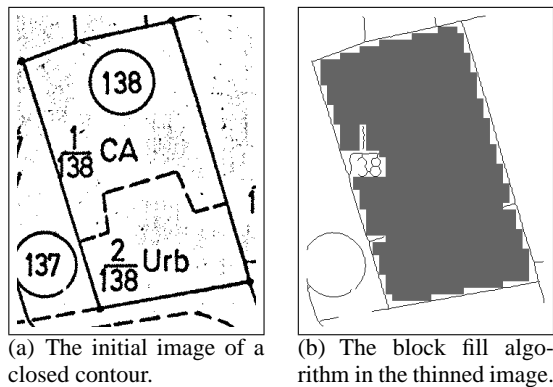 138
1
138 CA
2
138 Urb
137
1
38
(a) The initial image of a
closed contour.
(b) The block fill algo-
rithm in the thinned image.